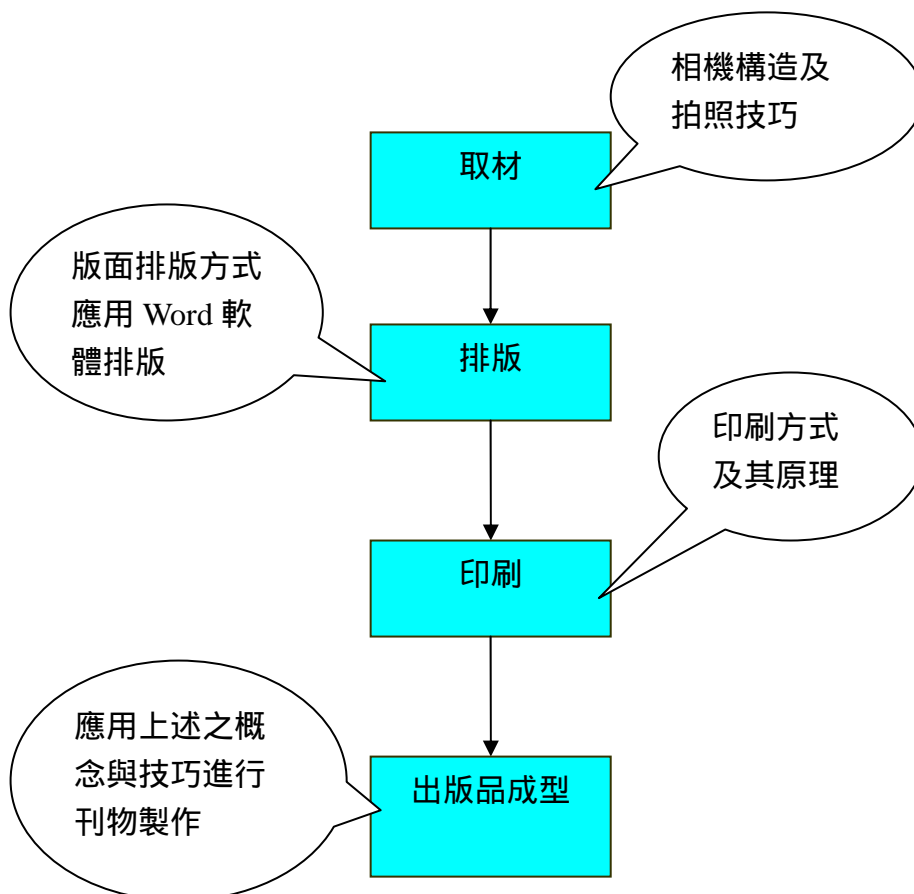 相機構造及
拍照技巧
取材
版面排版方式
應用 Word 軟
體排版
排版
印刷方式
及其原理
印刷
應用上述之概
念與技巧進行
刊物製作
出版品成型